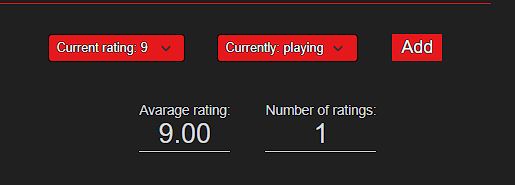 Current rating: 9 Currently: playing Add
Avarage rating: Number of ratings:
9.00 1